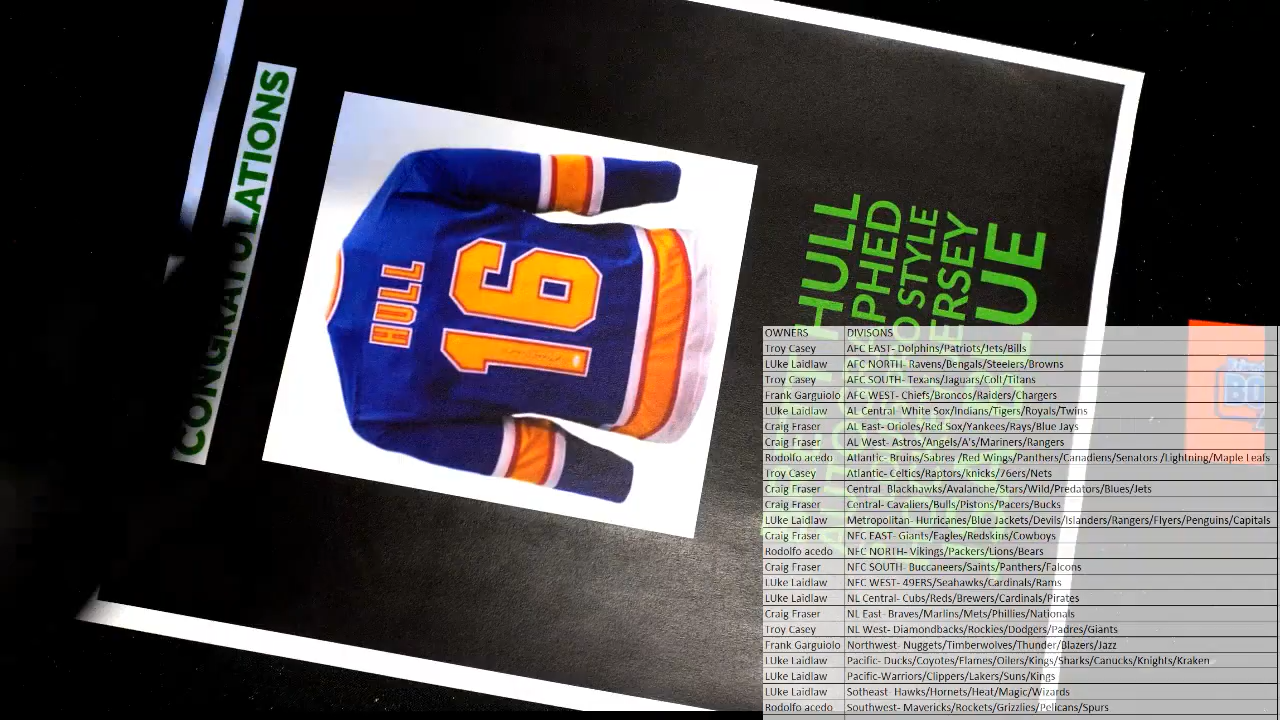 CONGRATULATIONS
HULL
16
HULL
PHED
STYLE
ERSEY
UE
OWNERS DIVISONS
Troy Casey AFC EAST- Dolphins/Patriots/Jets/Bills
LUke Laidlaw AFC NORTH- Ravens/Bengals/Steelers/Browns
Troy Casey AFC SOUTH- Texans/Jaguars/Colt/Titans
Frank Garguiolo AFC WEST- Chiefs/Broncos/Raiders/Chargers
LUke Laidlaw AL Central- White Sox/Indians/Tigers/Royals/Twins
Craig Fraser AL East- Orioles/Red Sox/Yankees/Rays/Blue Jays
Craig Fraser AL West- Astros/Angels/A's/Mariners/Rangers
Rodolfo acedo Atlantic- Bruins/Sabres /Red Wings/Panthers/Canadiens/Senators /Lightning/Maple Leafs
Troy Casey Atlantic- Celtics/Raptors/knicks/76ers/Nets
Craig Fraser Central- Blackhawks/Avalanche/Stars/Wild/Predators/Blues/Jets
Craig Fraser Central- Cavaliers/Bulls/Pistons/Pacers/Bucks
LUke Laidlaw Metropolitan- Hurricanes/Blue Jackets/Devils/Islanders/Rangers/Flyers/Penguins/Capitals
Craig Fraser NFC EAST- Giants/Eagles/Redskins/Cowboys
Rodolfo acedo NFC NORTH- Vikings/Packers/Lions/Bears
Craig Fraser NFC SOUTH- Buccaneers/Saints/Panthers/Falcons
LUke Laidlaw NFC WEST- 49ERS/Seahawks/Cardinals/Rams
LUke Laidlaw NL Central- Cubs/Reds/Brewers/Cardinals/Pirates
Craig Fraser NL East- Braves/Marlins/Mets/Phillies/Nationals
Troy Casey NL West- Diamondbacks/Rockies/Dodgers/Padres/Giants
Frank Garguiolo Northwest- Nuggets/Timberwolves/Thunder/Blazers/Jazz
LUke Laidlaw Pacific- Ducks/Coyotes/Flames/Oilers/Kings/Sharks/Canucks/Knights/Kraken
LUke Laidlaw Pacific-Warriors/Clippers/Lakers/Suns/Kings
LUke Laidlaw Sotheast- Hawks/Hornets/Heat/Magic/Wizards
Rodolfo acedo Southwest- Mavericks/Rockets/Grizzlies/Pelicans/Spurs